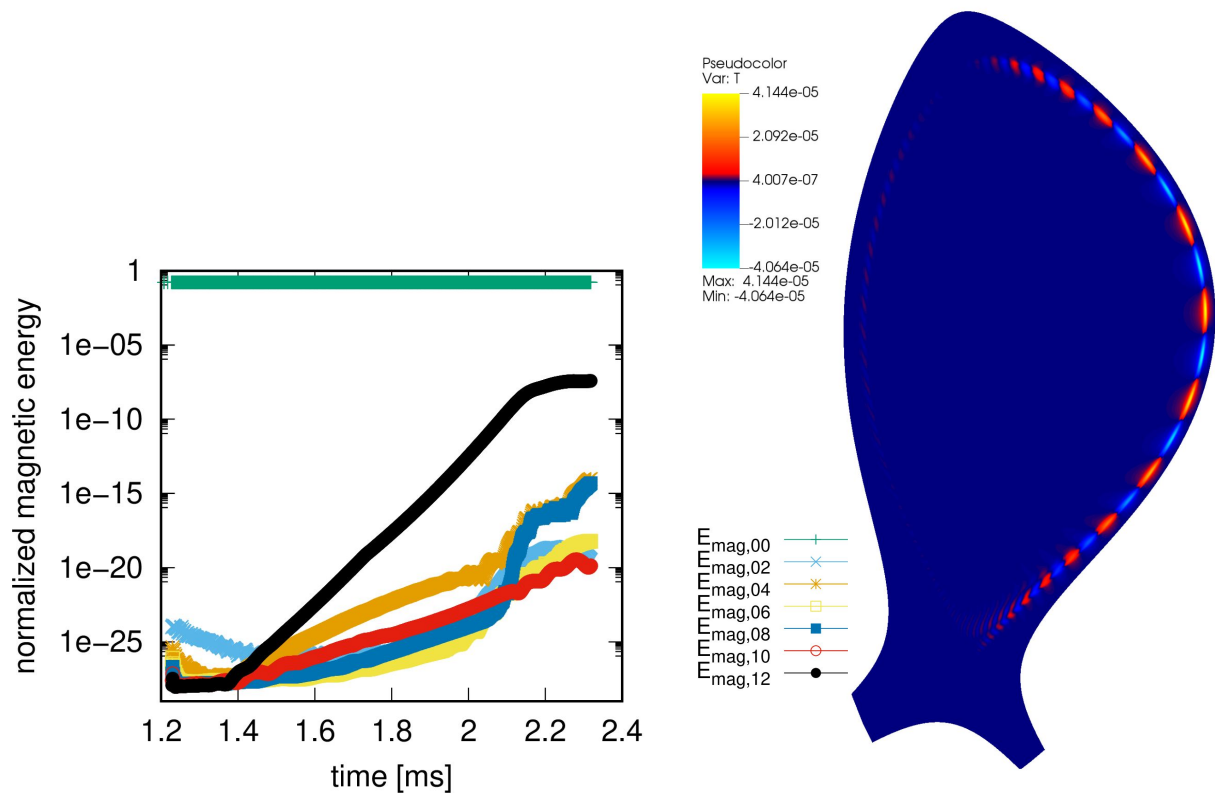 Pseudocolor
Var: T
4.144e-05
2.092e-05
4.007e-07
-2.012e-05
-4.064e-05
Max: 4.144e-05
Min: -4.064e-05
normalized magnetic energy
1
1e−05
1e−10
1e−15
1e−20
1e−25
1.2 1.4 1.6 1.8 2 2.2 2.4
time [ms]
Emag,00
Emag,02
Emag,04
Emag,06
Emag,08
Emag,10
Emag,12